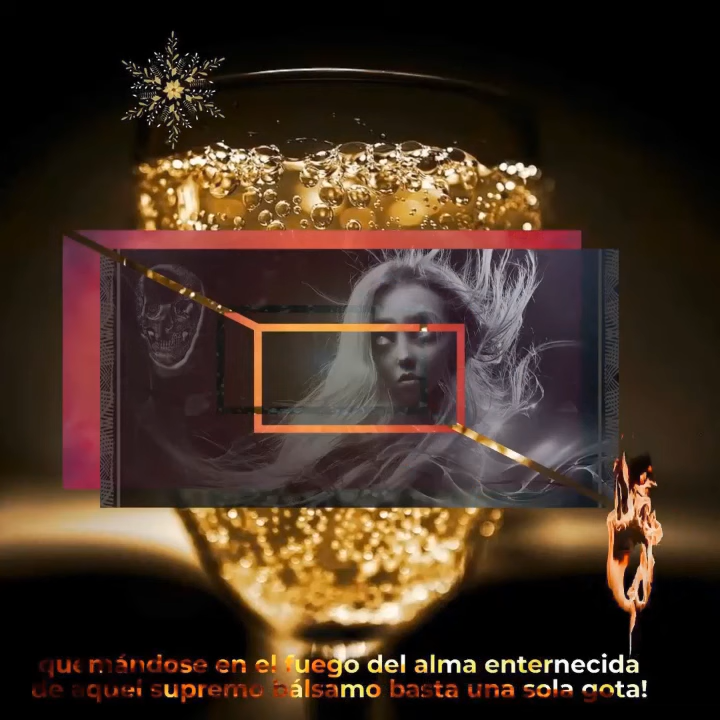 quemándose en el fuego del alma enternecida
de aquel supremo bálsamo basta una sola gota!